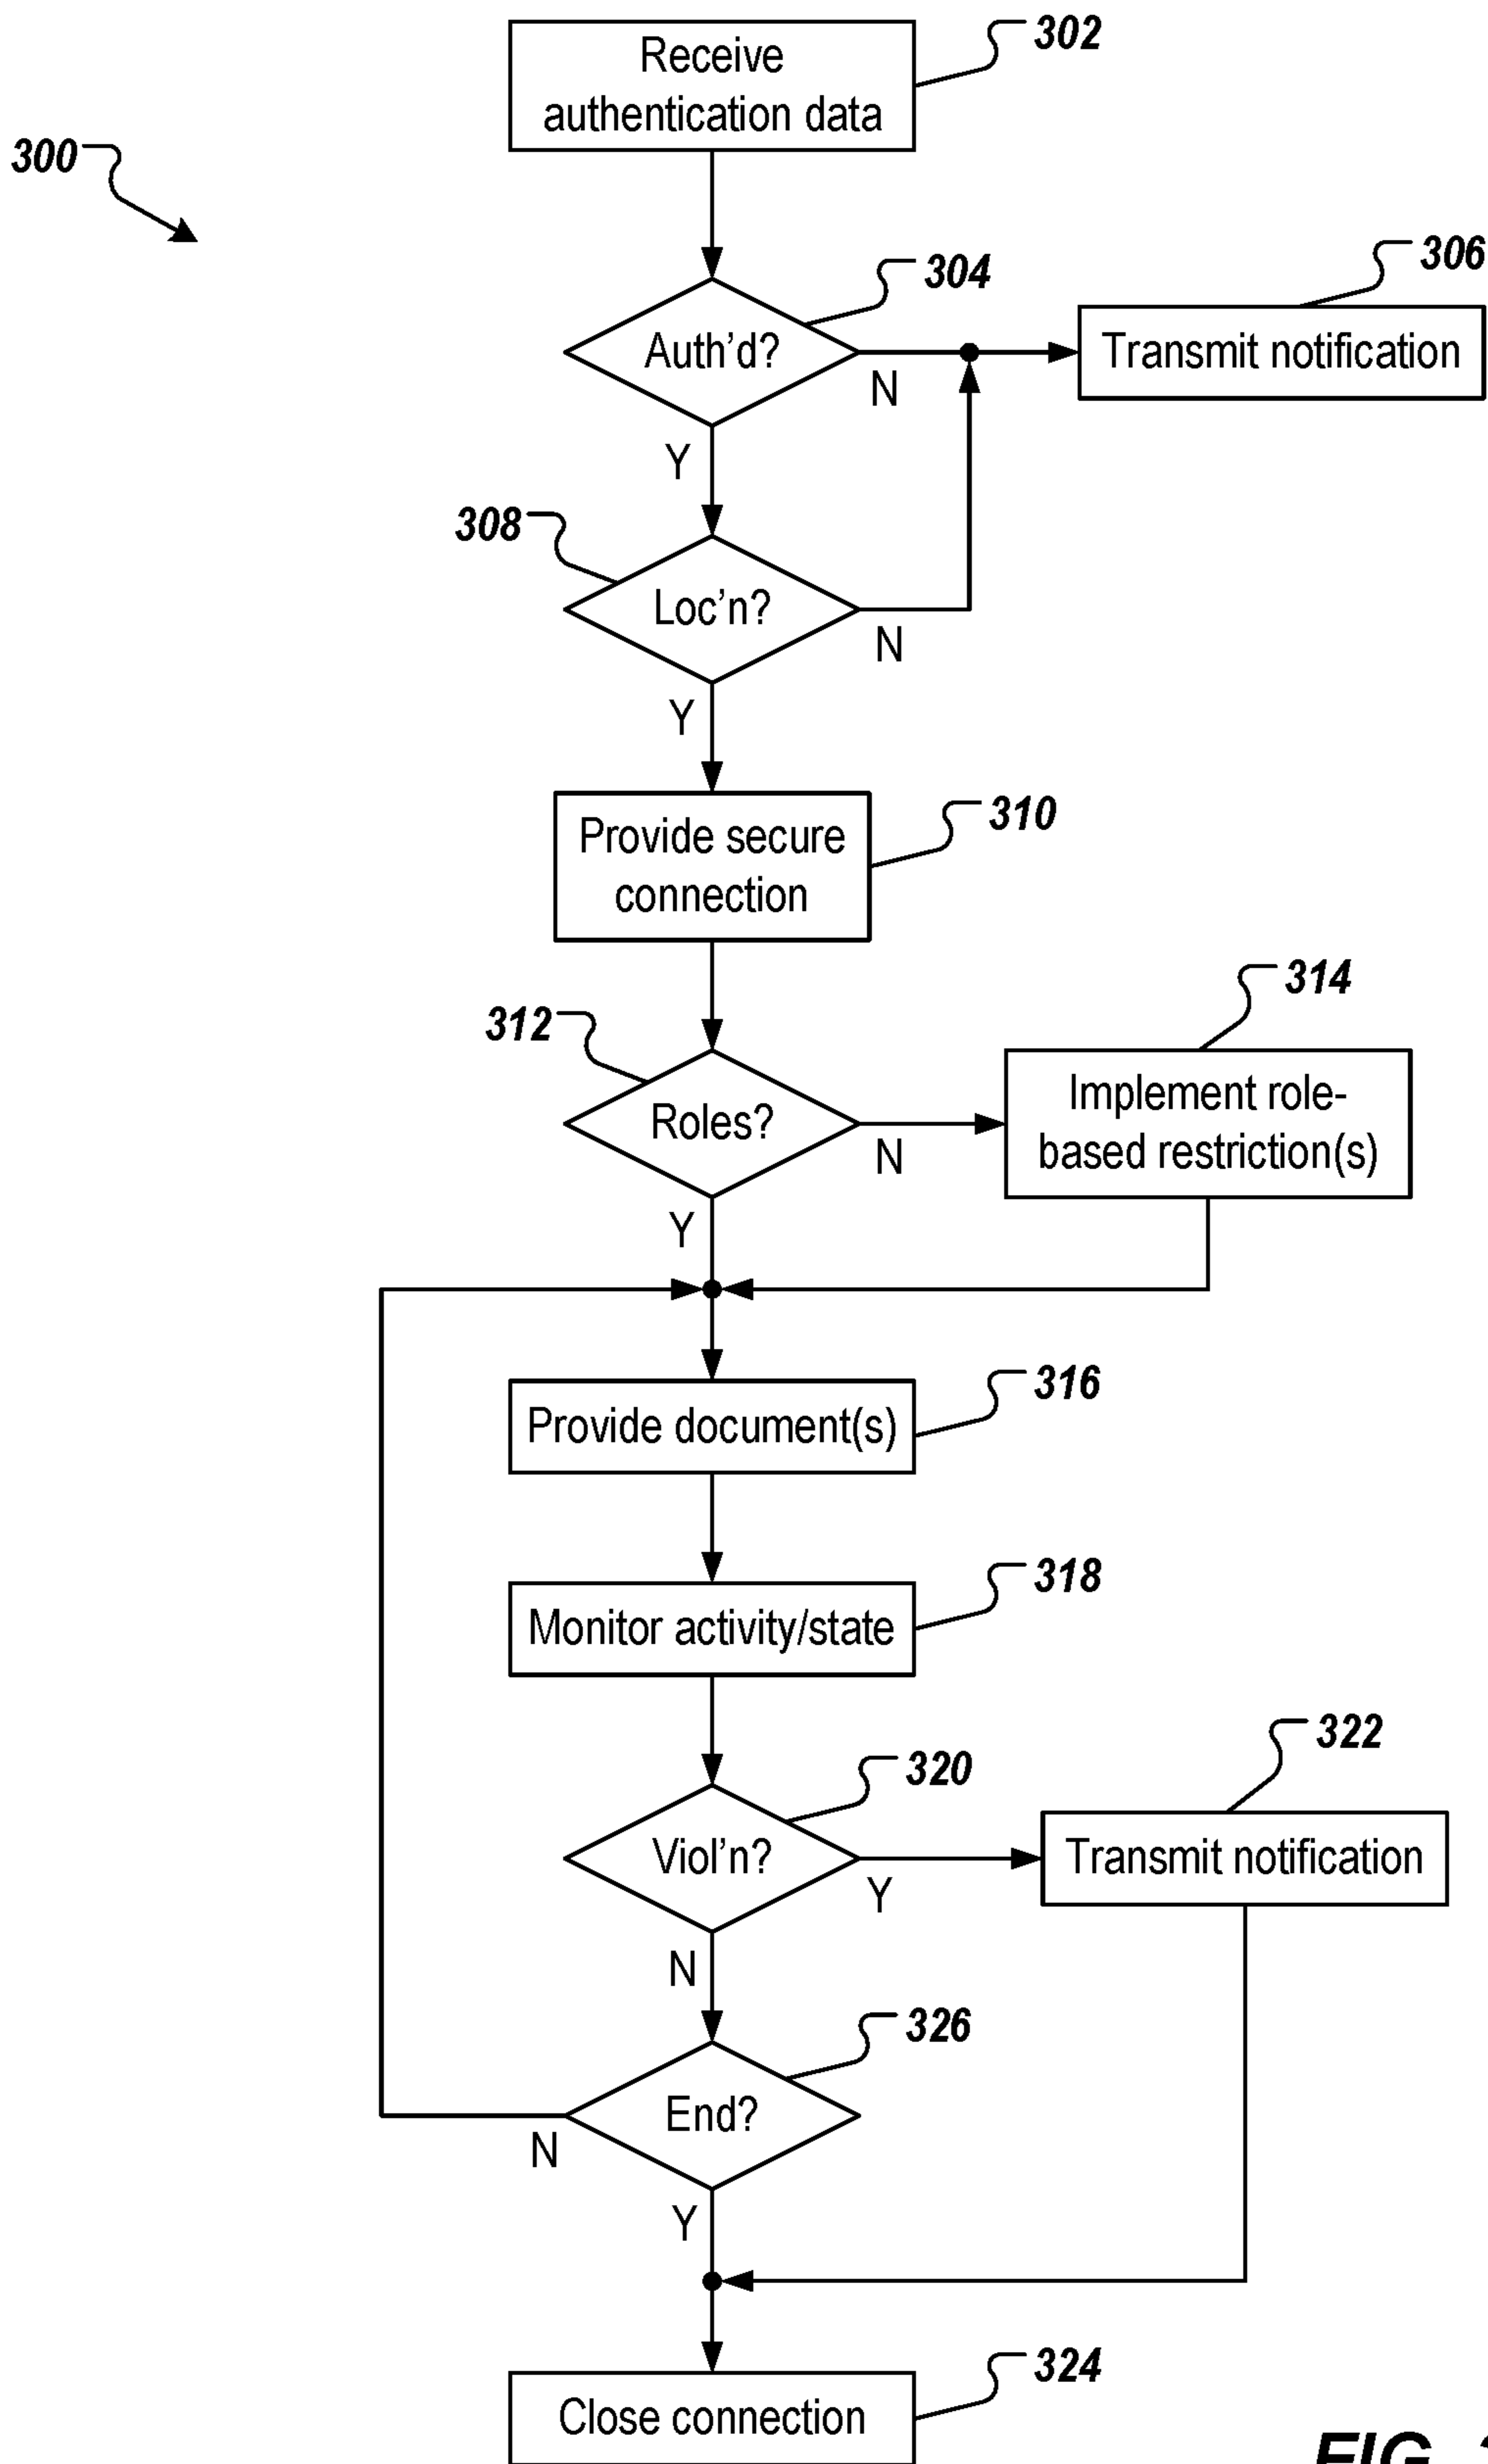 Receive
authentication data
302
300
Auth'd?
304
N
Transmit notification
306
Y
308
Loc'n?
N
Y
Provide secure
connection
310
312
Roles?
N
Implement role-
based restriction(s)
314
Y
Provide document(s)
316
Monitor activity/state
318
Viol'n?
320
Y
Transmit notification
322
N
End?
326
N
Y
Close connection
324
FIG.